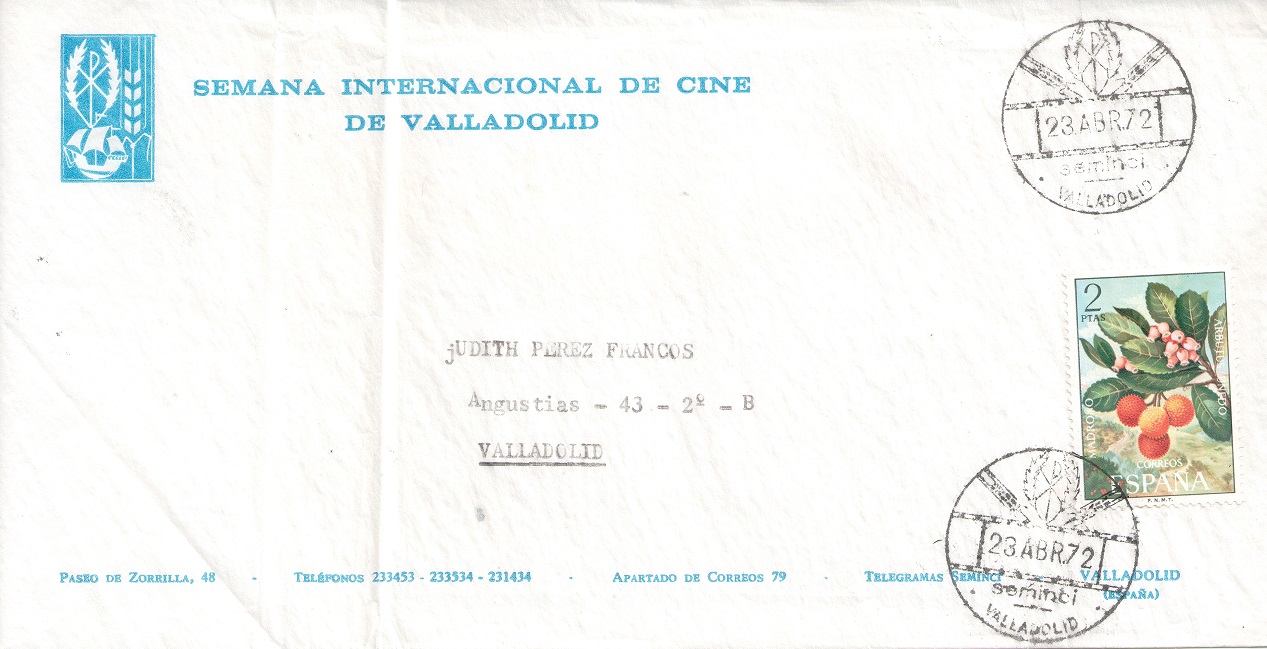 SEMANA INTERNACIONAL DE CINE
DE VALLADOLID
23.ABR.72
seminci
VALLADOLID
2
PTAS
ARBUTUS UNEDO
MADROÑO
CORREOS
ESPAÑA
F.N.M.T.
jUDITH PEREZ FRANCOS
Angustias - 43 - 2º - B
VALLADOLID
23.ABR.72
seminci
VALLADOLID
PASEO DE ZORRILLA, 48 - TELÉFONOS 233453 - 233534 - 231434 · APARTADO DE CORREOS 79 · TELEGRAMAS SEMINCI · VALLADOLID
(ESPAÑA)